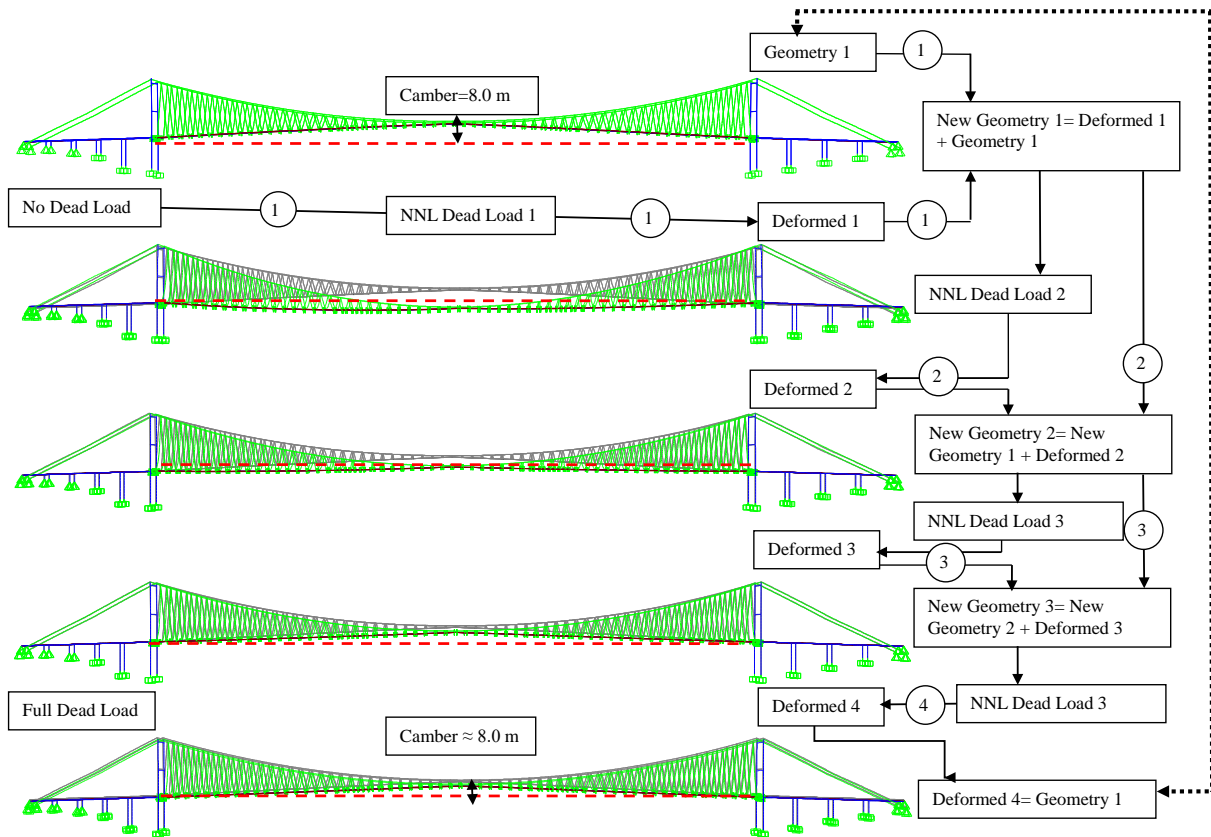 Geometry 1
1
Camber=8.0 m
New Geometry 1= Deformed 1
+ Geometry 1
No Dead Load
1
NNL Dead Load 1
1
Deformed 1
1
NNL Dead Load 2
2
2
Deformed 2
New Geometry 2= New
Geometry 1 + Deformed 2
NNL Dead Load 3
3
Deformed 3
3
New Geometry 3= New
Geometry 2 + Deformed 3
Full Dead Load
Deformed 4
4
NNL Dead Load 3
Camber ≈ 8.0 m
Deformed 4= Geometry 1